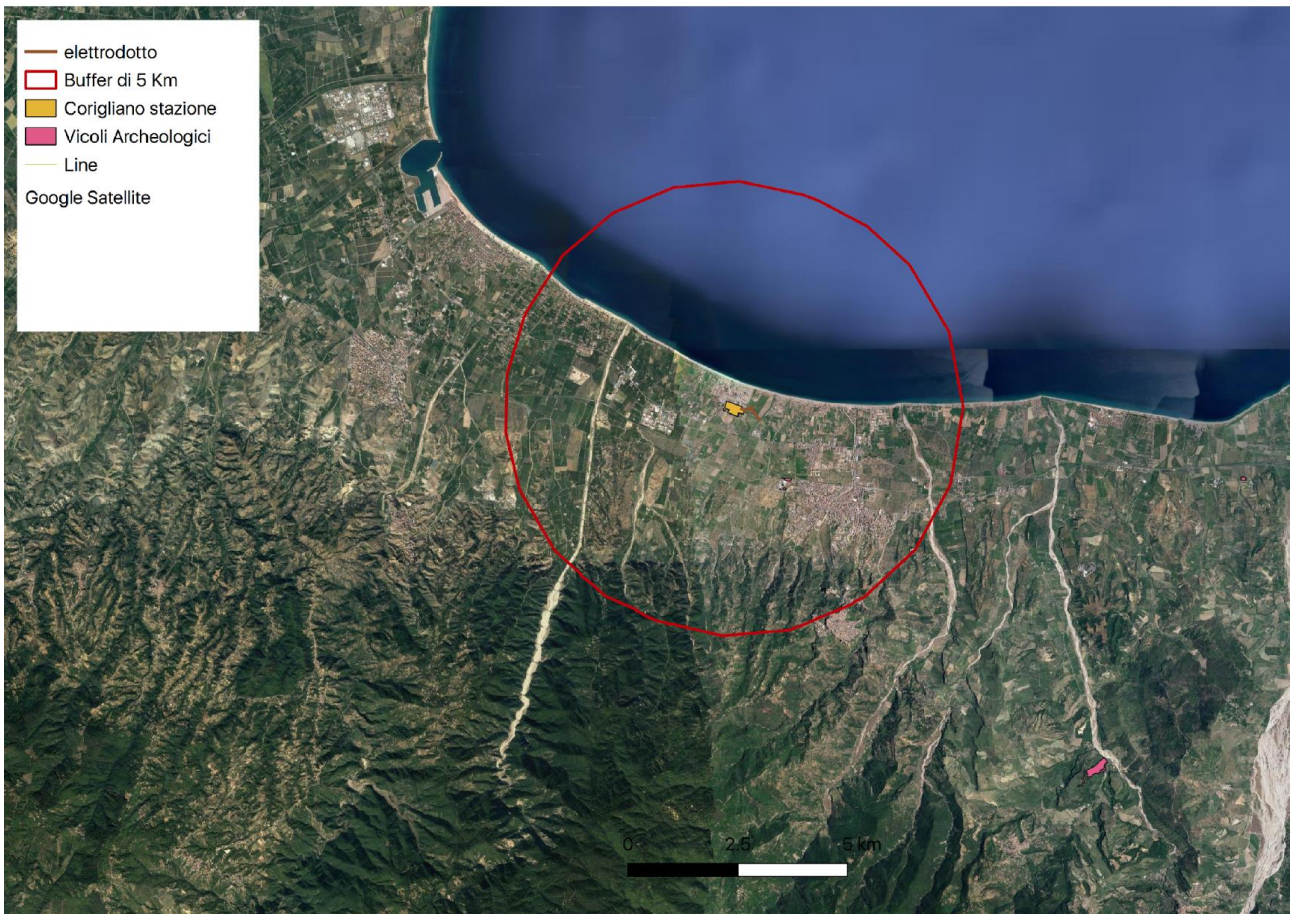 elettrodotto
Buffer di 5 Km
Corigliano stazione
Vicoli Archeologici
Line
Google Satellite
0 2.5 5 km